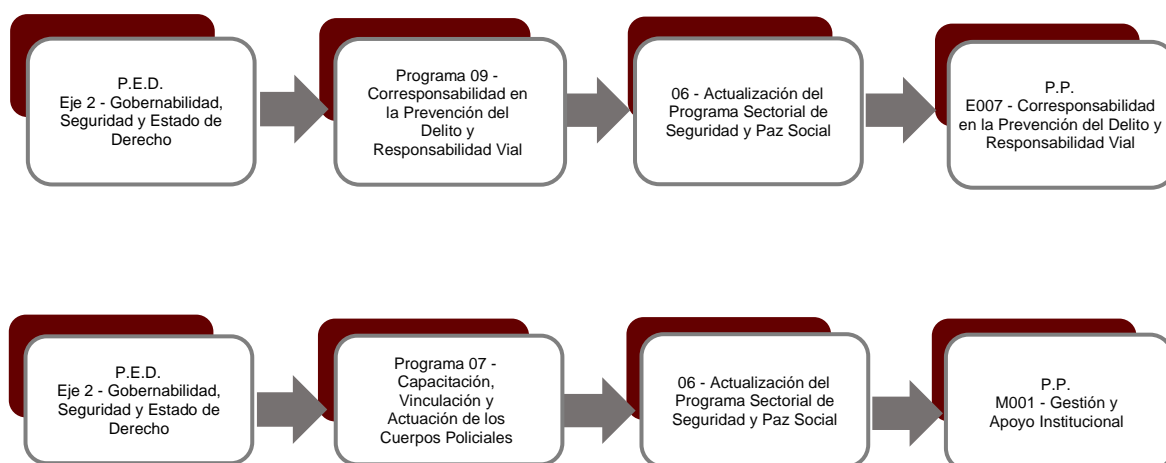 P.E.D.
Eje 2 - Gobernabilidad,
Seguridad y Estado de
Derecho
Programa 09 -
Corresponsabilidad en
la Prevención del
Delito y
Responsabilidad Vial
06 - Actualización del
Programa Sectorial de
Seguridad y Paz Social
P.P.
E007 - Corresponsabilidad
en la Prevención del Delito y
Responsabilidad Vial
P.E.D.
Eje 2 - Gobernabilidad,
Seguridad y Estado de
Derecho
Programa 07 -
Capacitación,
Vinculación y
Actuación de los
Cuerpos Policiales
06 - Actualización del
Programa Sectorial de
Seguridad y Paz Social
P.P.
M001 - Gestión y
Apoyo Institucional